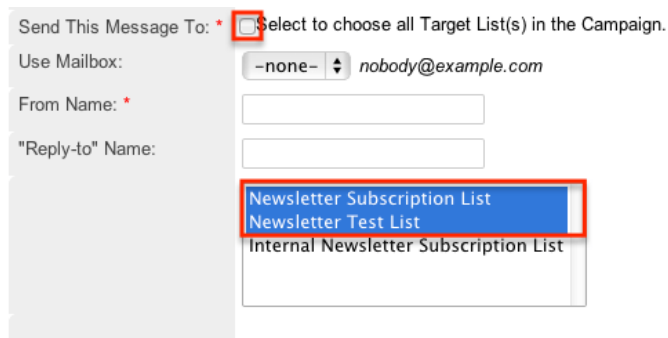 Send This Message To: * Select to choose all Target List(s) in the Campaign.
Use Mailbox: -none- nobody@example.com
From Name: *
"Reply-to" Name:
Newsletter Subscription List
Newsletter Test List
Internal Newsletter Subscription List